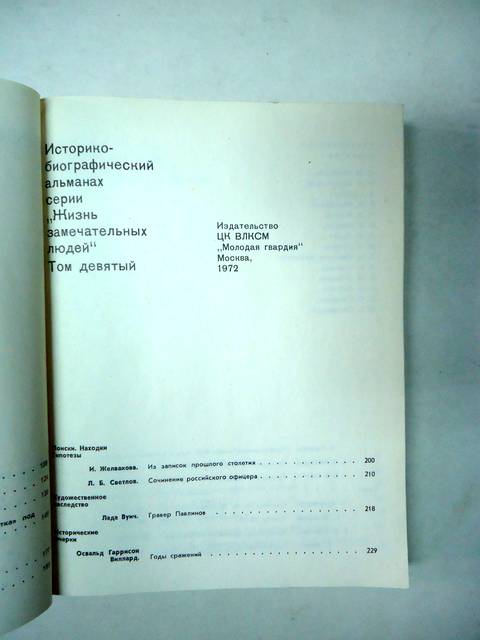 Историко-
биографический
альманах
серии
„Жизнь
замечательных
людей"
Том девятый
Издательство
ЦК ВЛКСМ
„Молодая гвардия"
Москва,
1972
Поиски. Находки
Гипотезы
И. Желвакова. Из записок прошлого столетия 200
Л. Б. Светлов. Сочинение российского офицера 210
Художественное
наследство
Лада Вуич. Гравер Павлинов 218
Исторические
очерки
Освальд Гаррисон
Виллард. Годы сражений 229
под